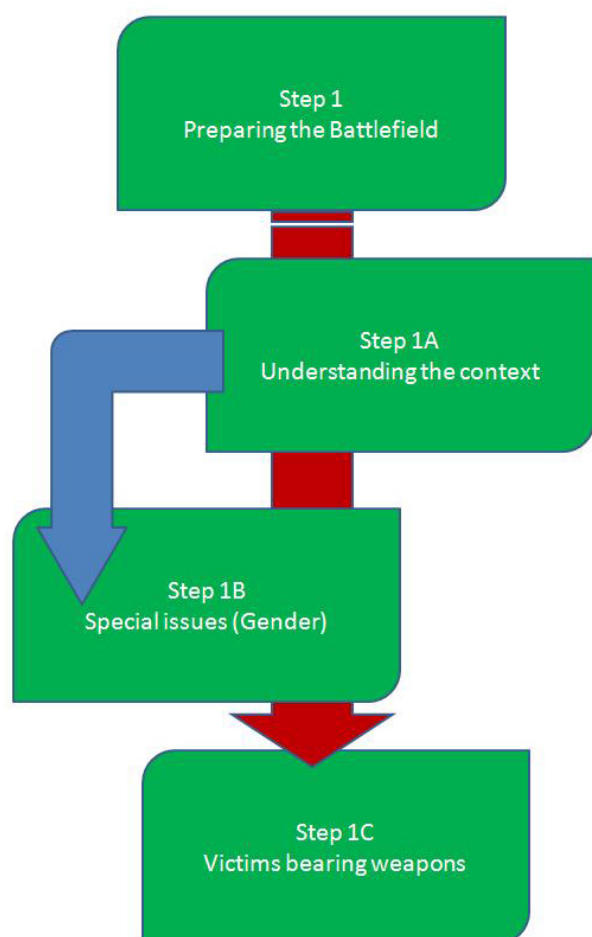 Step 1
Preparing the Battlefield
Step 1A
Understanding the context
Step 1B
Special issues (Gender)
Step 1C
Victims bearing weapons